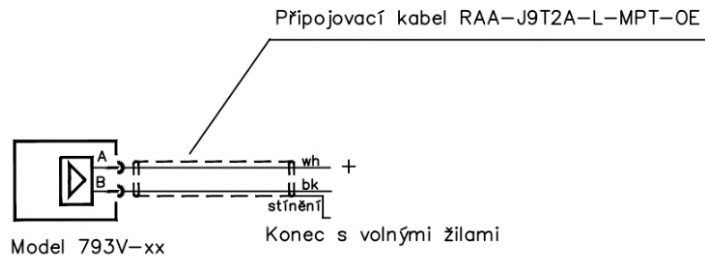 Připojovací kabel RAA-J9T2A-L-MPT-OE
A
wh
+
B
bk
stínění
Konec s volnými žilami
Model 793V-xx